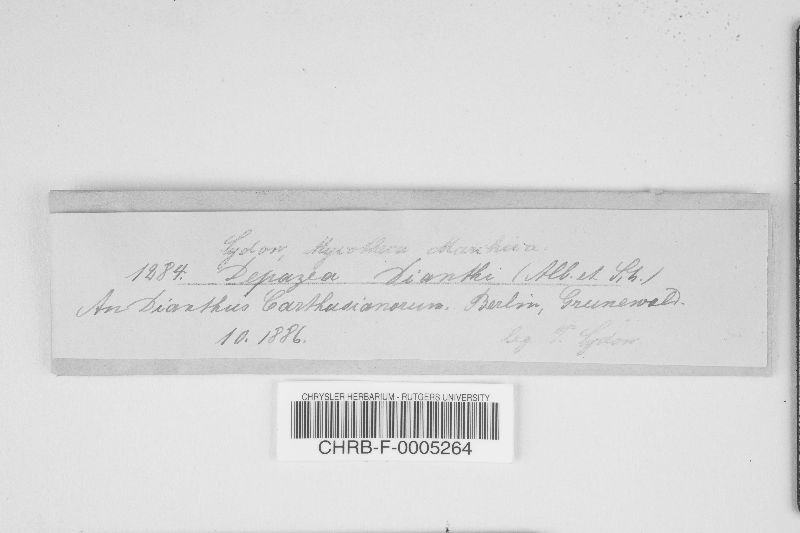 Sydow, Mycotheca Marchica.
1284. Depazea Dianthi (Alb. et Sch.)
An Dianthus Carthusianorum. Berlin, Grunewald.
10. 1886. leg P. Sydow
CHRYSLER HERBARIUM - RUTGERS UNIVERSITY
CHRB-F-0005264